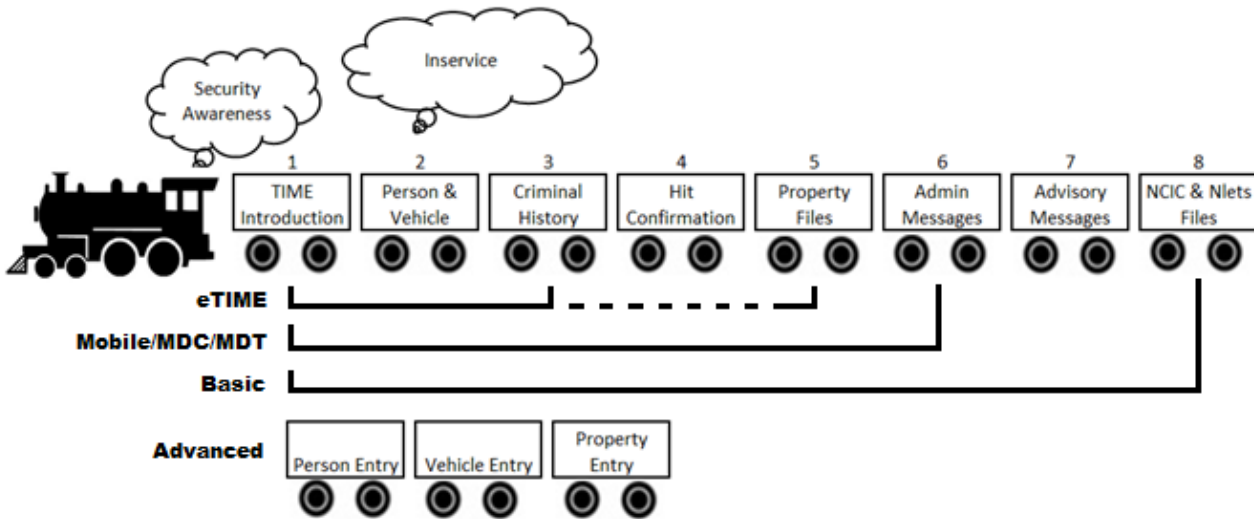 Inservice
Security
Awareness
1 2 3 4 5 6 7 8
TIME Person & Criminal Hit Property Admin Advisory NCIC & Nlets
Introduction Vehicle History Confirmation Files Messages Messages Files
eTIME
Mobile/MDC/MDT
Basic
Advanced
Property
Person Entry Vehicle Entry Entry